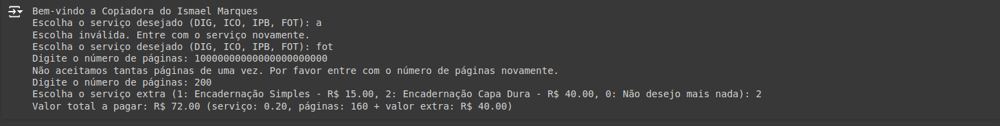 Bem-vindo a Copiadora do Ismael Marques
Escolha o serviço desejado (DIG, ICO, IPB, FOT): a
Escolha inválida. Entre com o serviço novamente.
Escolha o serviço desejado (DIG, ICO, IPB, FOT): fot
Digite o número de páginas: 10000000000000000000000
Não aceitamos tantas páginas de uma vez. Por favor entre com o número de páginas novamente.
Digite o número de páginas: 200
Escolha o serviço extra (1: Encadernação Simples - R$ 15.00, 2: Encadernação Capa Dura - R$ 40.00, 0: Não desejo mais nada): 2
Valor total a pagar: R$ 72.00 (serviço: 0.20, páginas: 160 + valor extra: R$ 40.00)